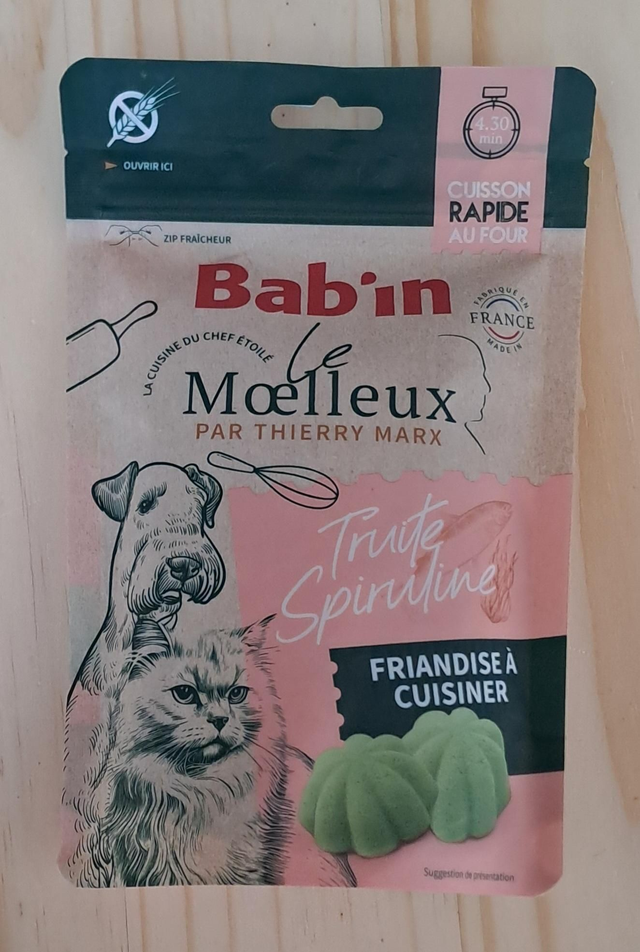 4.30
min
OUVRIR ICI
CUISSON
RAPIDE
AU FOUR
ZIP FRAÎCHEUR
Bab'in
FABRIQUÉ EN
FRANCE
MADE IN
LA CUISINE DU CHEF ÉTOILÉ
Le
Mœlleux
PAR THIERRY MARX
Truite
Spiruline
FRIANDISE À
CUISINER
Suggestion de présentation